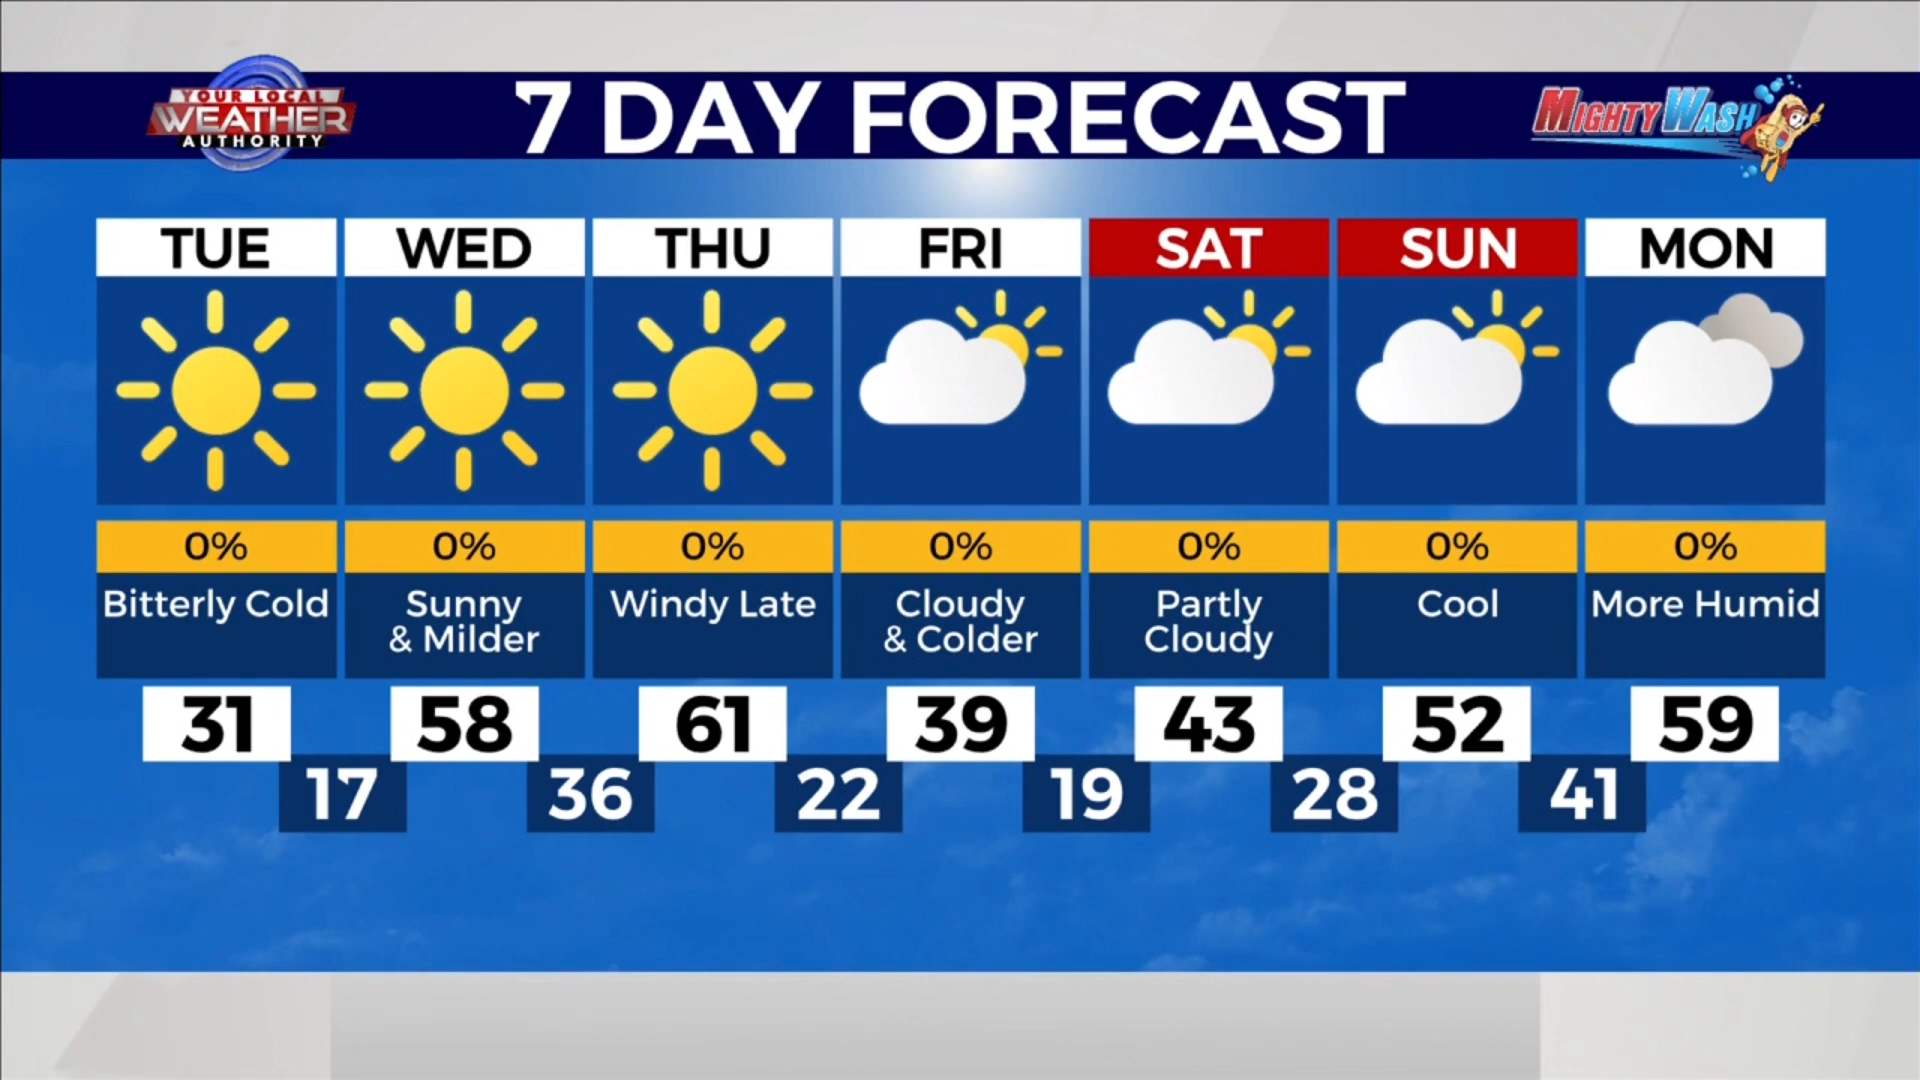 YOUR LOCAL
WEATHER
AUTHORITY
7 DAY FORECAST
MIGHTY WASH
TUE WED THU FRI SAT SUN MON
0% 0% 0% 0% 0% 0% 0%
Bitterly Cold
Sunny
& Milder
Windy Late
Cloudy
& Colder
Partly
Cloudy
Cool
More Humid
31 58 61 39 43 52 59
17 36 22 19 28 41